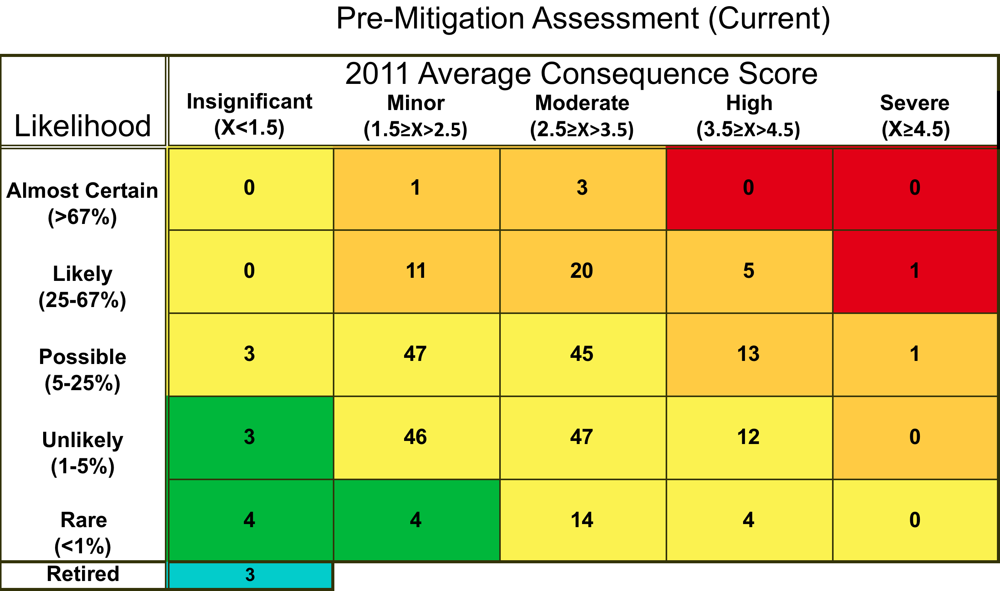 Pre-Mitigation Assessment (Current)
2011 Average Consequence Score
Likelihood
Insignificant
(X<1.5)
Minor
(1.5≥X>2.5)
Moderate
(2.5≥X>3.5)
High
(3.5≥X>4.5)
Severe
(X≥4.5)
Almost Certain
(>67%)
0 1 3 0 0
Likely
(25-67%)
0 11 20 5 1
Possible
(5-25%)
3 47 45 13 1
Unlikely
(1-5%)
3 46 47 12 0
Rare
(<1%)
4 4 14 4 0
Retired 3